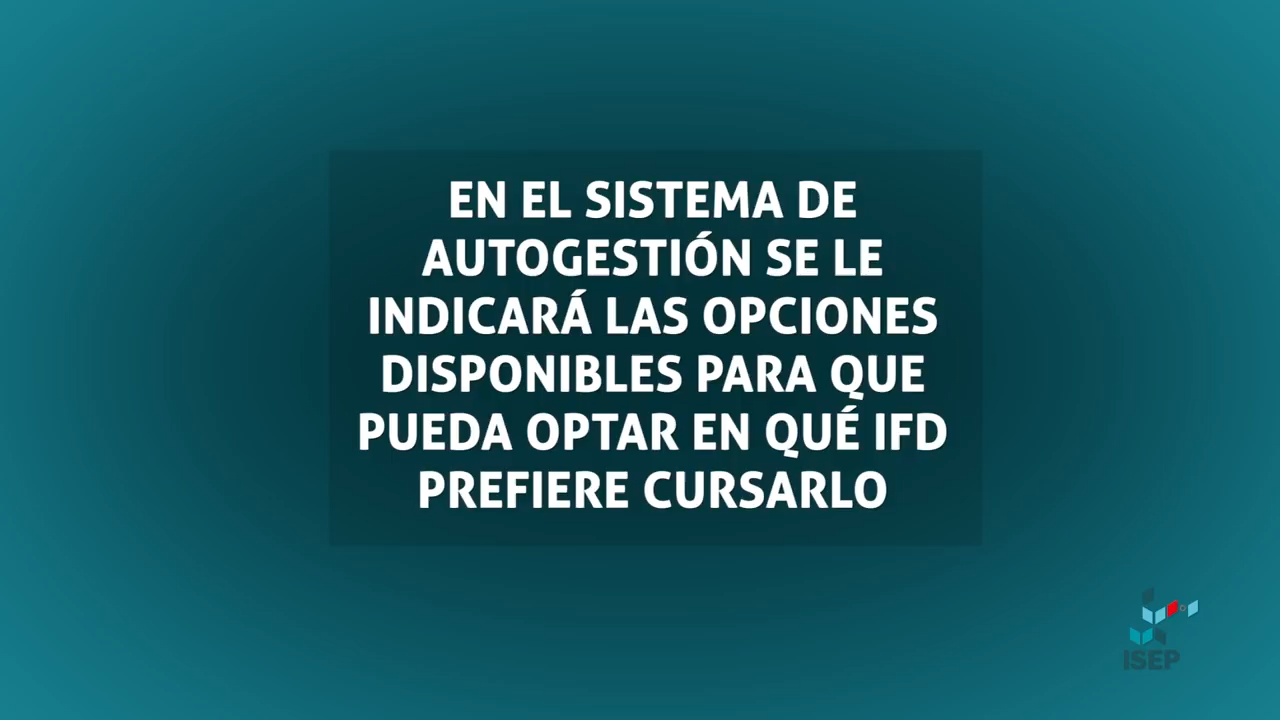 EN EL SISTEMA DE
AUTOGESTIÓN SE LE
INDICARÁ LAS OPCIONES
DISPONIBLES PARA QUE
PUEDA OPTAR EN QUÉ IFD
PREFIERE CURSARLO
ISEP